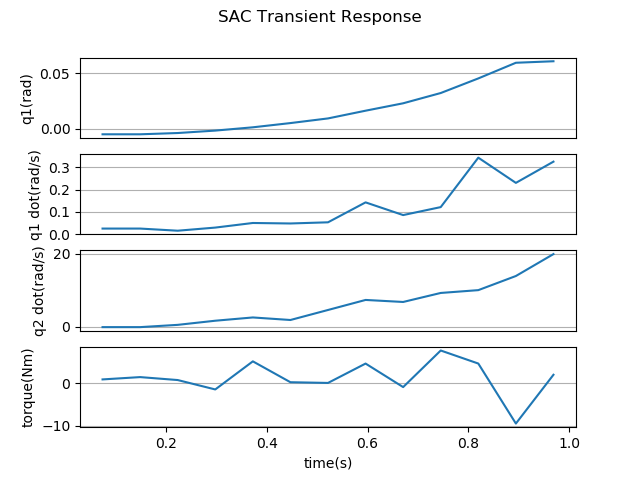 SAC Transient Response
q1(rad)
0.05
0.00
q1 dot(rad/s)
0.3
0.2
0.1
0.0
q2 dot(rad/s)
20
0
torque(Nm)
0
−10
0.2 0.4 0.6 0.8 1.0
time(s)